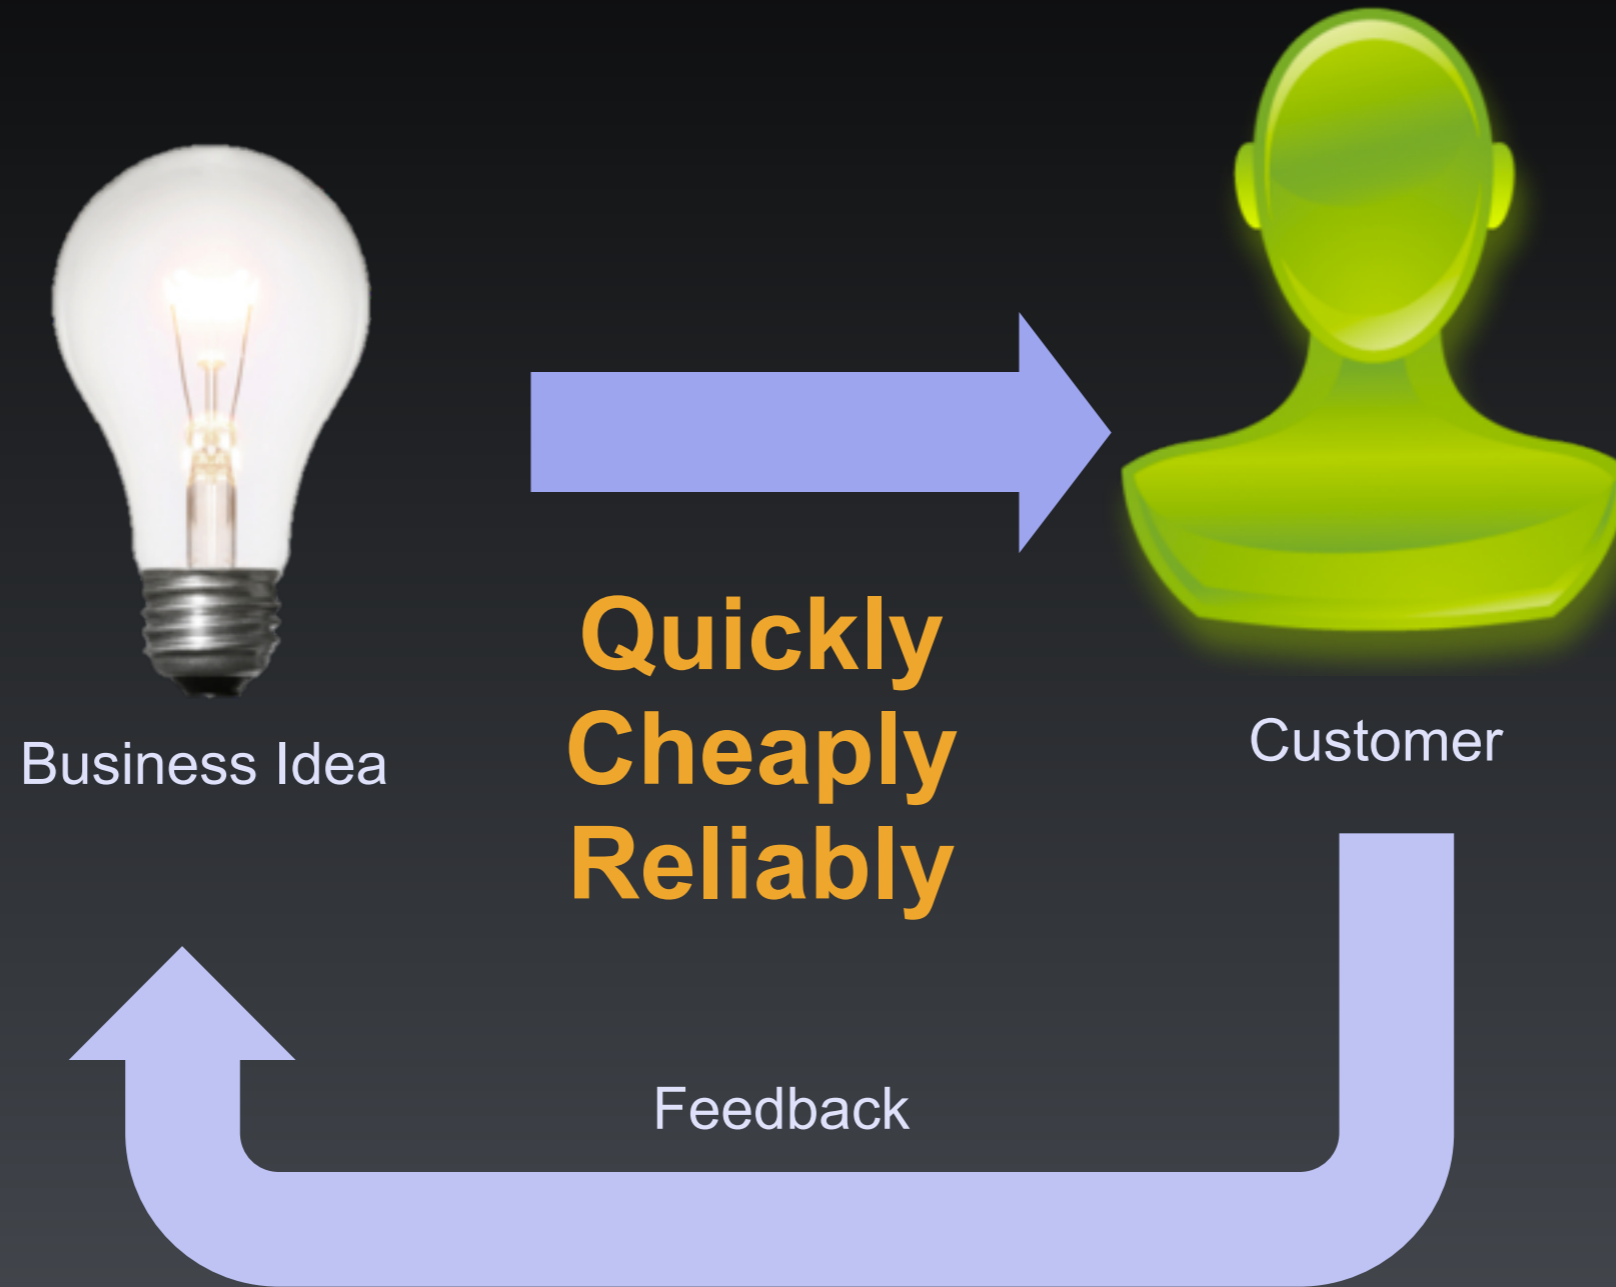 Quickly
Cheaply
Reliably
Business Idea
Customer
Feedback